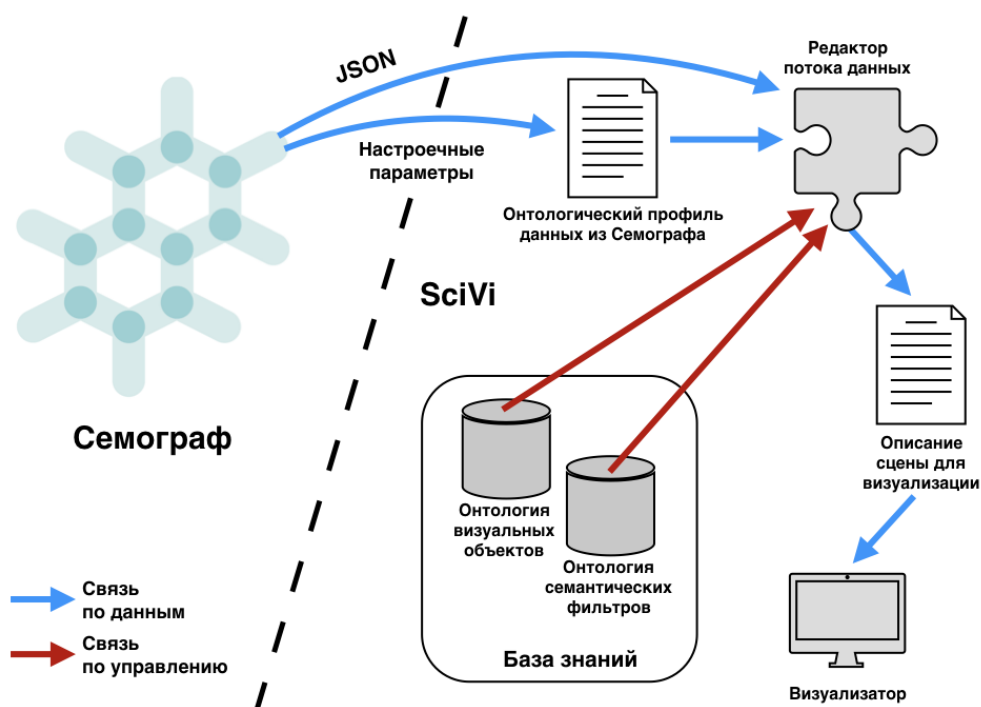 JSON
Редактор
потока данных
Настроечные
параметры
Онтологический профиль
данных из Семографа
SciVi
Семограф
Описание
сцены для
визуализации
Онтология
визуальных
объектов
Онтология
семантических
фильтров
База знаний
Связь
по данным
Связь
по управлению
Визуализатор